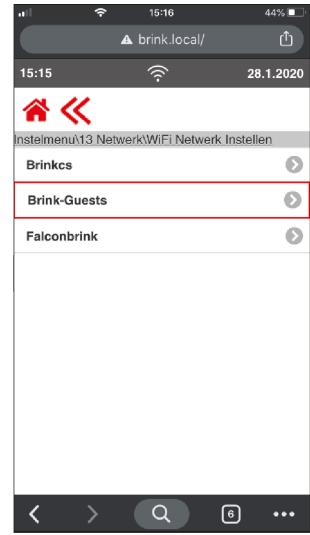 15:16
44%
brink.local/
15:15
28.1.2020
Instelmenu\13 Netwerk\WiFi Netwerk Instellen
Brinkcs
Brink-Guests
Falconbrink
6